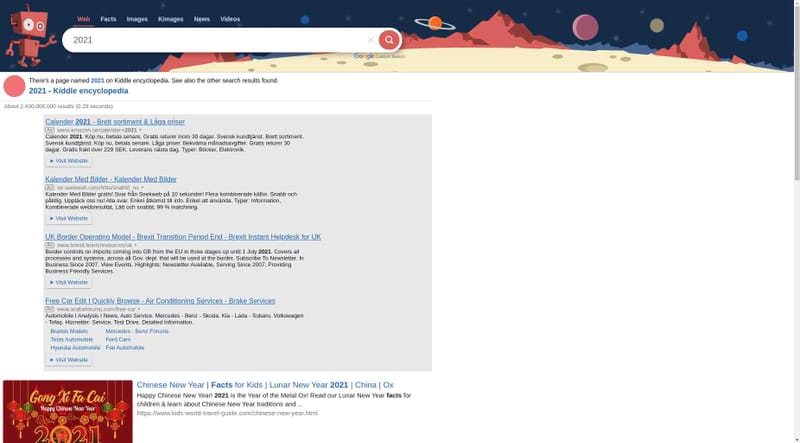 Web Facts Images Kimages News Videos
2021
Google Custom Search
There's a page named 2021 on Kiddle encyclopedia. See also the other search results found.
2021 - Kiddle encyclopedia
About 2,430,000,000 results (0.29 seconds)
Calender 2021 - Brett sortiment & Låga priser
Ad www.amazon.se/calender+2021
Calender 2021. Köp nu, betala senare. Gratis returer inom 30 dagar. Svensk kundtjänst. Brett sortiment.
Svensk kundtjänst. Köp nu, betala senare. Låga priser. Bekväma månadsavgifter. Gratis returer 30
dagar. Gratis frakt över 229 SEK. Leverans nästa dag. Typer: Böcker, Elektronik.
► Visit Website
Kalender Med Bilder - Kalender Med Bilder
Ad se.seekweb.com/hitta/snabbt_nu
Kalender Med Bilder gratis! Svar från Seekweb på 10 sekunder! Flera kombinerade källor. Snabb och
pålitlig. Upptäck oss nu! Alla svar. Enkel åtkomst till info. Enkel att använda. Typer: Information,
Kombinerade webbresultat, Lätt och snabbt, 99 % matchning.
► Visit Website
UK Border Operating Model - Brexit Transition Period End - Brexit Instant Helpdesk for UK
Ad www.brexit.team/resources/uk
Border controls on imports coming into GB from the EU in three stages up until 1 July 2021. Covers all
processes and systems, across all Gov. dept. that will be used at the border. Subscribe To Newsletter. In
Business Since 2007. View Events. Highlights: Newsletter Available, Serving Since 2007, Providing
Business Friendly Services.
► Visit Website
Free Car Edit I Quickly Browse - Air Conditioning Services - Brake Services
Ad www.arabsforums.com/free-car
Automobile I Analysis I News. Auto Service. Mercedes - Benz - Skoda. Kia - Lada - Subaru. Volkswagen
- Tofaş. Hizmetler: Service, Test Drive, Detailed Information.
Brands Models Mercedes - Benz Forums
Tests Automobile Ford Cars
Hyundai Automobile Fiat Automobile
► Visit Website
Gong Xi Fa Cai
Happy Chinese New Year
2021
Chinese New Year | Facts for Kids | Lunar New Year 2021 | China | Ox
Happy Chinese New Year! 2021 is the Year of the Metal Ox! Read our Lunar New Year facts for
children & learn about Chinese New Year traditions and ...
https://www.kids-world-travel-guide.com/chinese-new-year.html